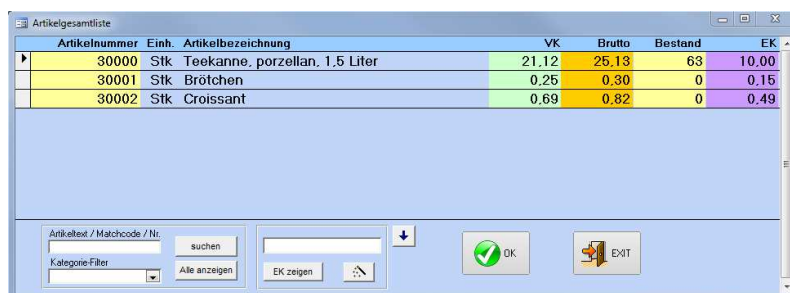 Artikelgesamtliste
Artikelnummer Einh. Artikelbezeichnung VK Brutto Bestand EK
30000 Stk Teekanne, porzellan, 1,5 Liter 21,12 25,13 63 10,00
30001 Stk Brötchen 0,25 0,30 0 0,15
30002 Stk Croissant 0,69 0,82 0 0,49
Artikeltext / Matchcode / Nr.
suchen
Kategorie-Filter
Alle anzeigen
EK zeigen
OK
EXIT